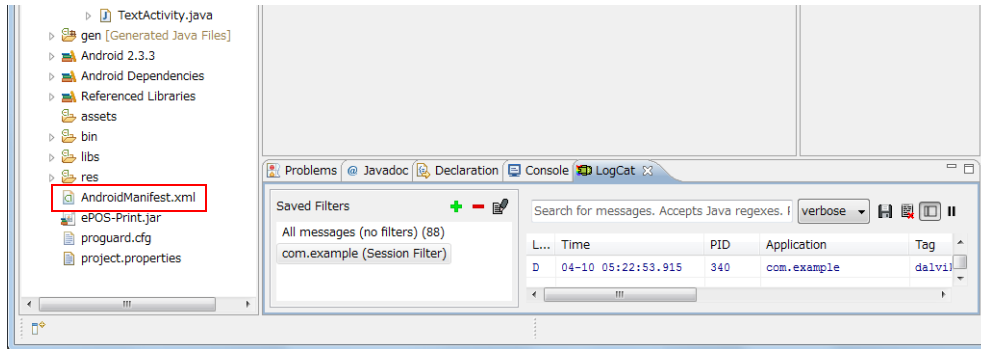 TextActivity.java
gen [Generated Java Files]
Android 2.3.3
Android Dependencies
Referenced Libraries
assets
bin
libs
res
AndroidManifest.xml
ePOS-Print.jar
proguard.cfg
project.properties
Problems @ Javadoc Declaration Console LogCat
Saved Filters
All messages (no filters) (88)
com.example (Session Filter)
Search for messages. Accepts Java regexes. verbose
L... Time PID Application Tag
D 04-10 05:22:53.915 340 com.example